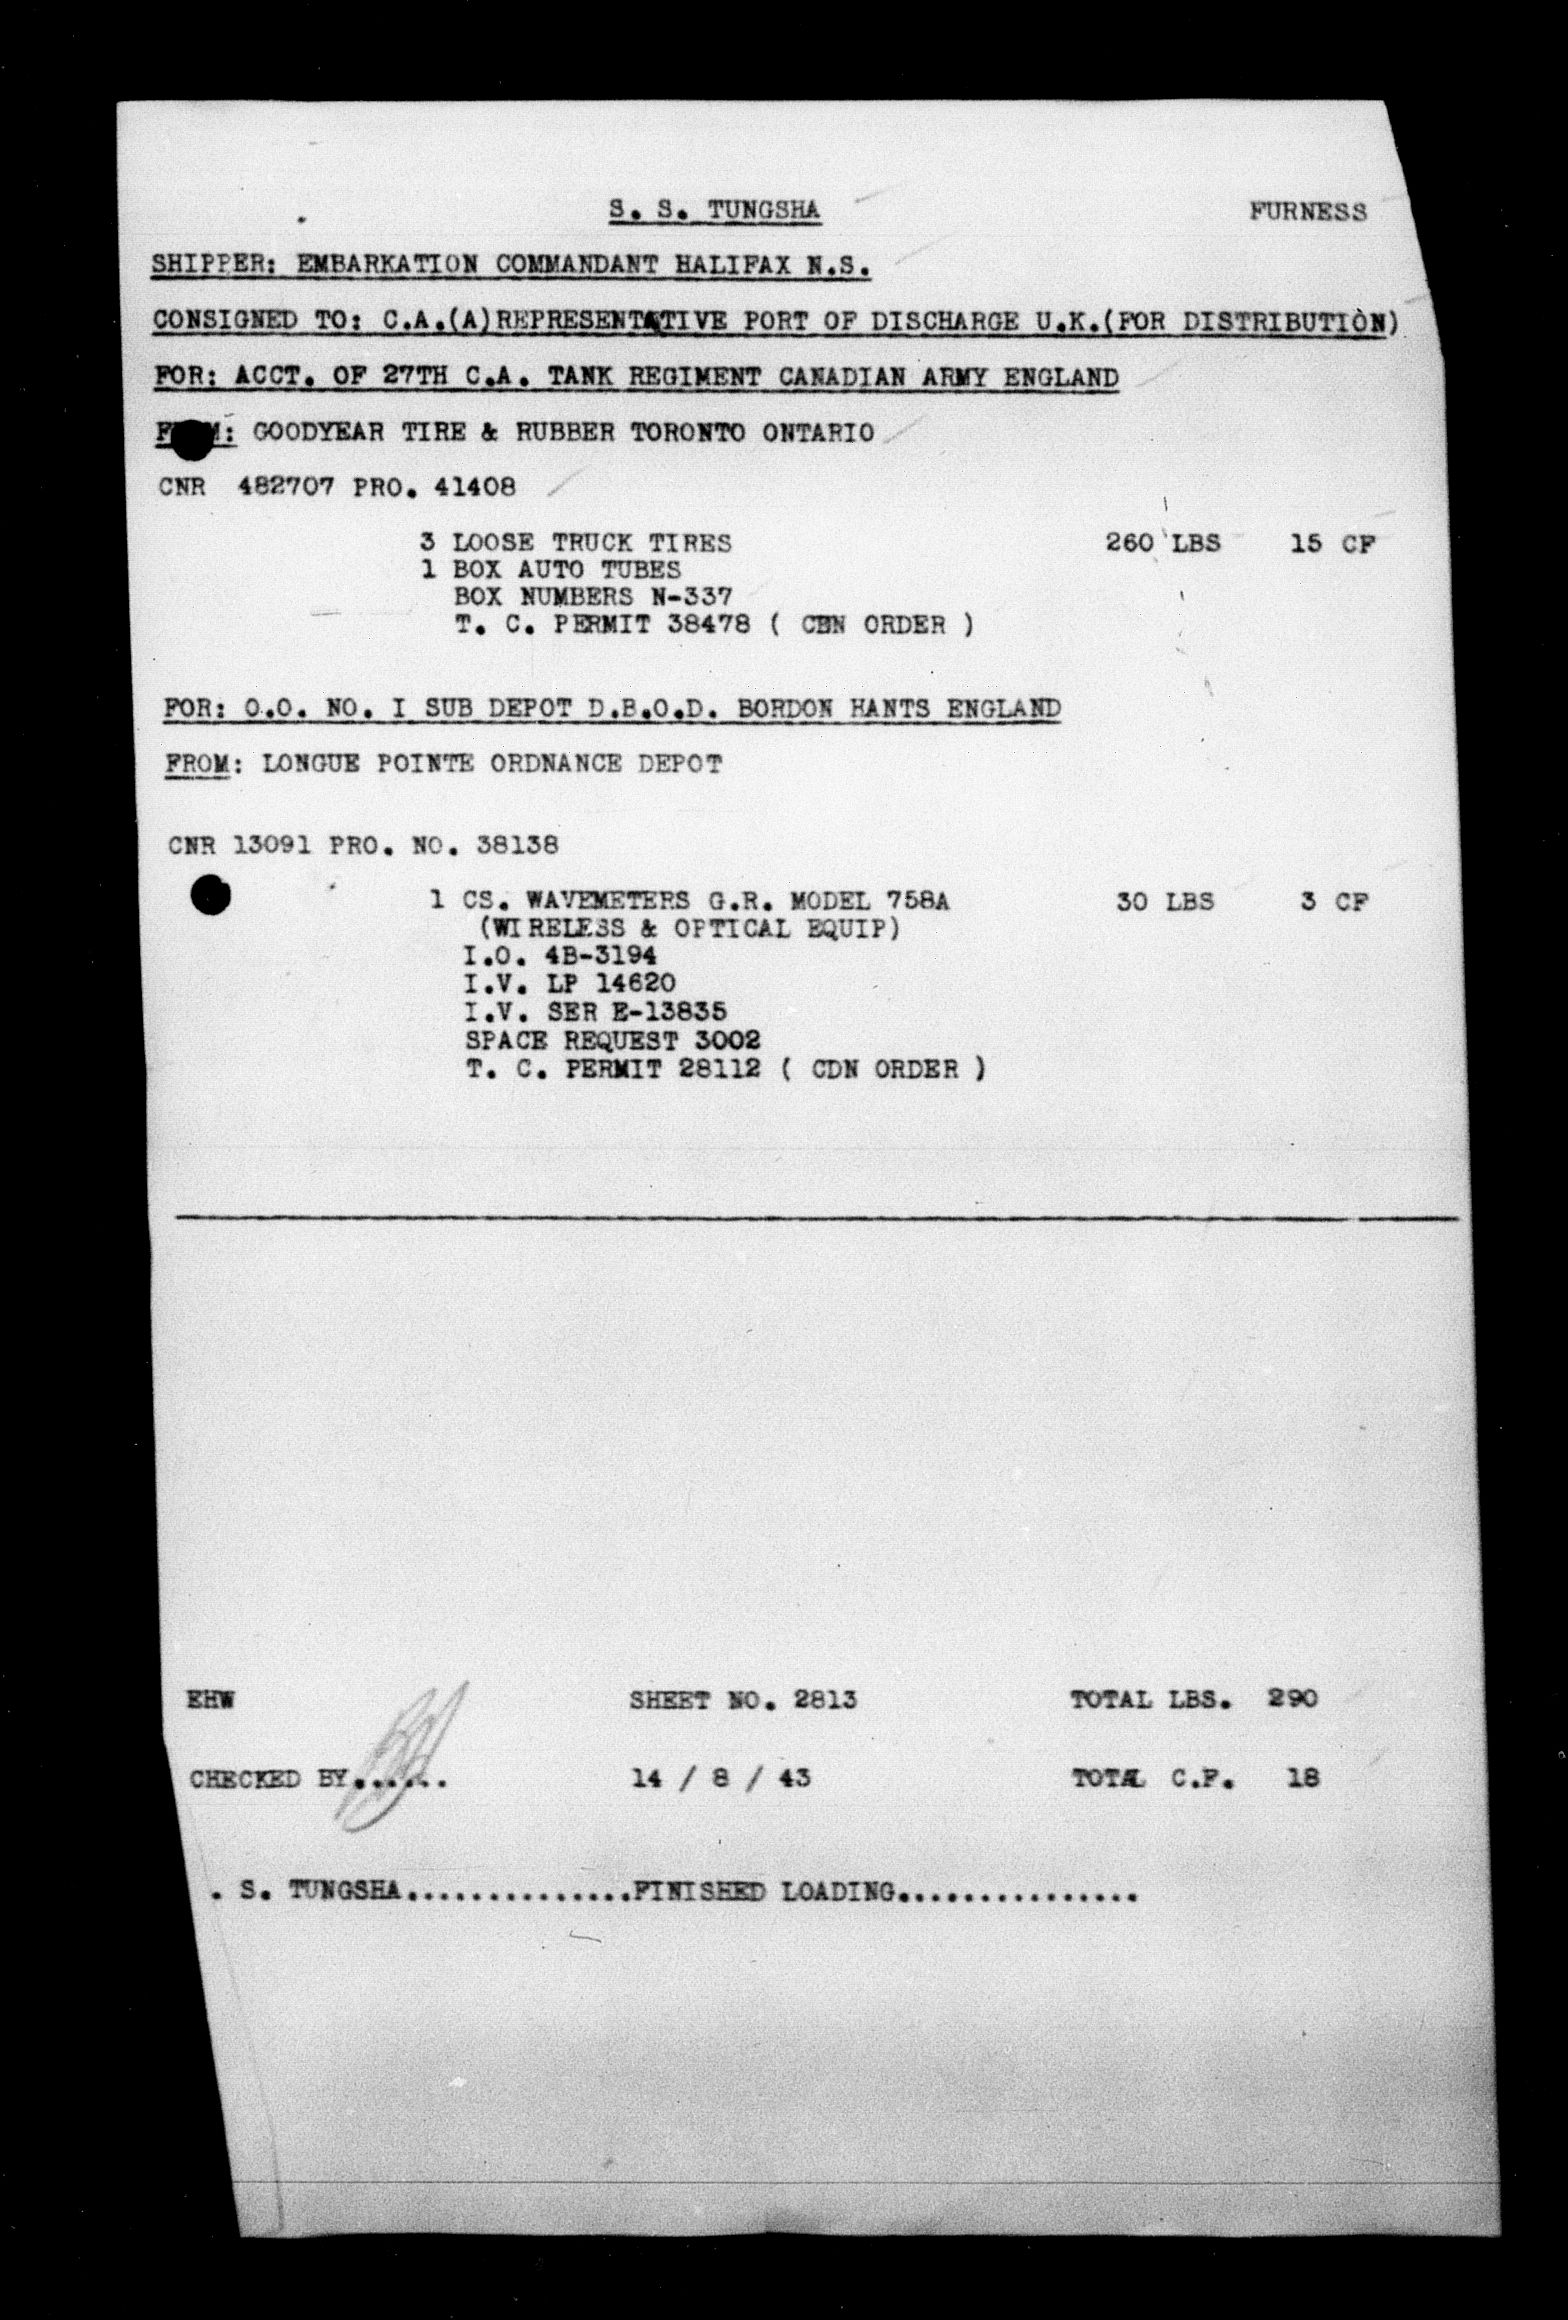 S. S. TUNGSHA FURNESS
SHIPPER: EMBARKATION COMMANDANT HALIFAX N.S.
CONSIGNED TO: C.A.(A)REPRESENTATIVE PORT OF DISCHARGE U.K.(FOR DISTRIBUTION)
FOR: ACCT. OF 27TH C.A. TANK REGIMENT CANADIAN ARMY ENGLAND
GOODYEAR TIRE & RUBBER TORONTO ONTARIO
CNR 482707 PRO. 41408
3 LOOSE TRUCK TIRES 260 LBS 15 CF
1 BOX AUTO TUBES
BOX NUMBERS N-337
T. C. PERMIT 38478 ( CBN ORDER )
FOR: O.O. NO. I SUB DEPOT D.B.O.D. BORDON HANTS ENGLAND
FROM: LONGUE POINTE ORDNANCE DEPOT
CNR 13091 PRO. NO. 38138
1 CS. WAVEMETERS G.R. MODEL 758A 30 LBS 3 CF
(WIRELESS & OPTICAL EQUIP)
I.O. 4B-3194
I.V. LP 14620
I.V. SER E-13835
SPACE REQUEST 3002
T. C. PERMIT 28112 ( CDN ORDER )
EHW SHEET NO. 2813 TOTAL LBS. 290
CHECKED BY...... 14 / 8 / 43 TOTAL C.F. 18
. S. TUNGSHA..............FINISHED LOADING...............